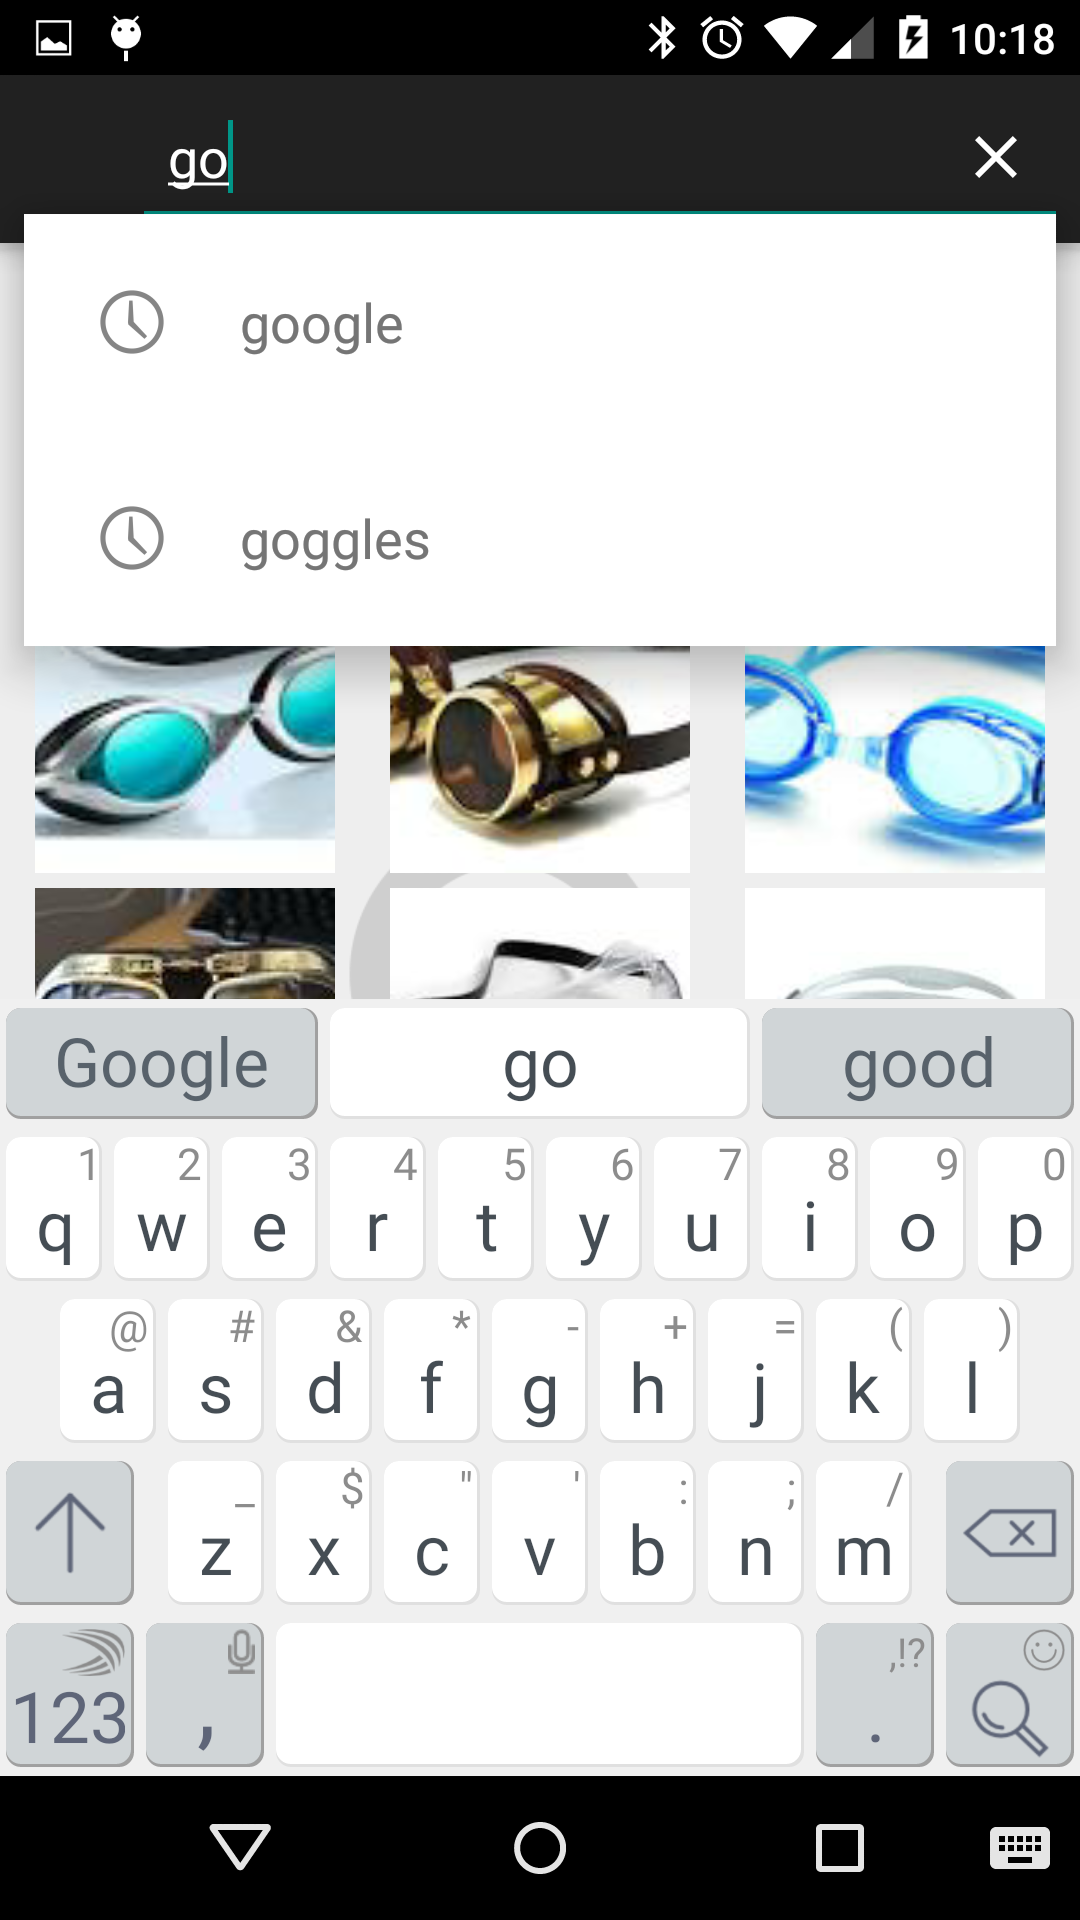 10:18
go
google
goggles
Google go good
1 2 3 4 5 6 7 8 9 0
q w e r t y u i o p
@ # & * - + = ( )
a s d f g h j k l
_ $ " ' : ; /
z x c v b n m
,!?
123 , .